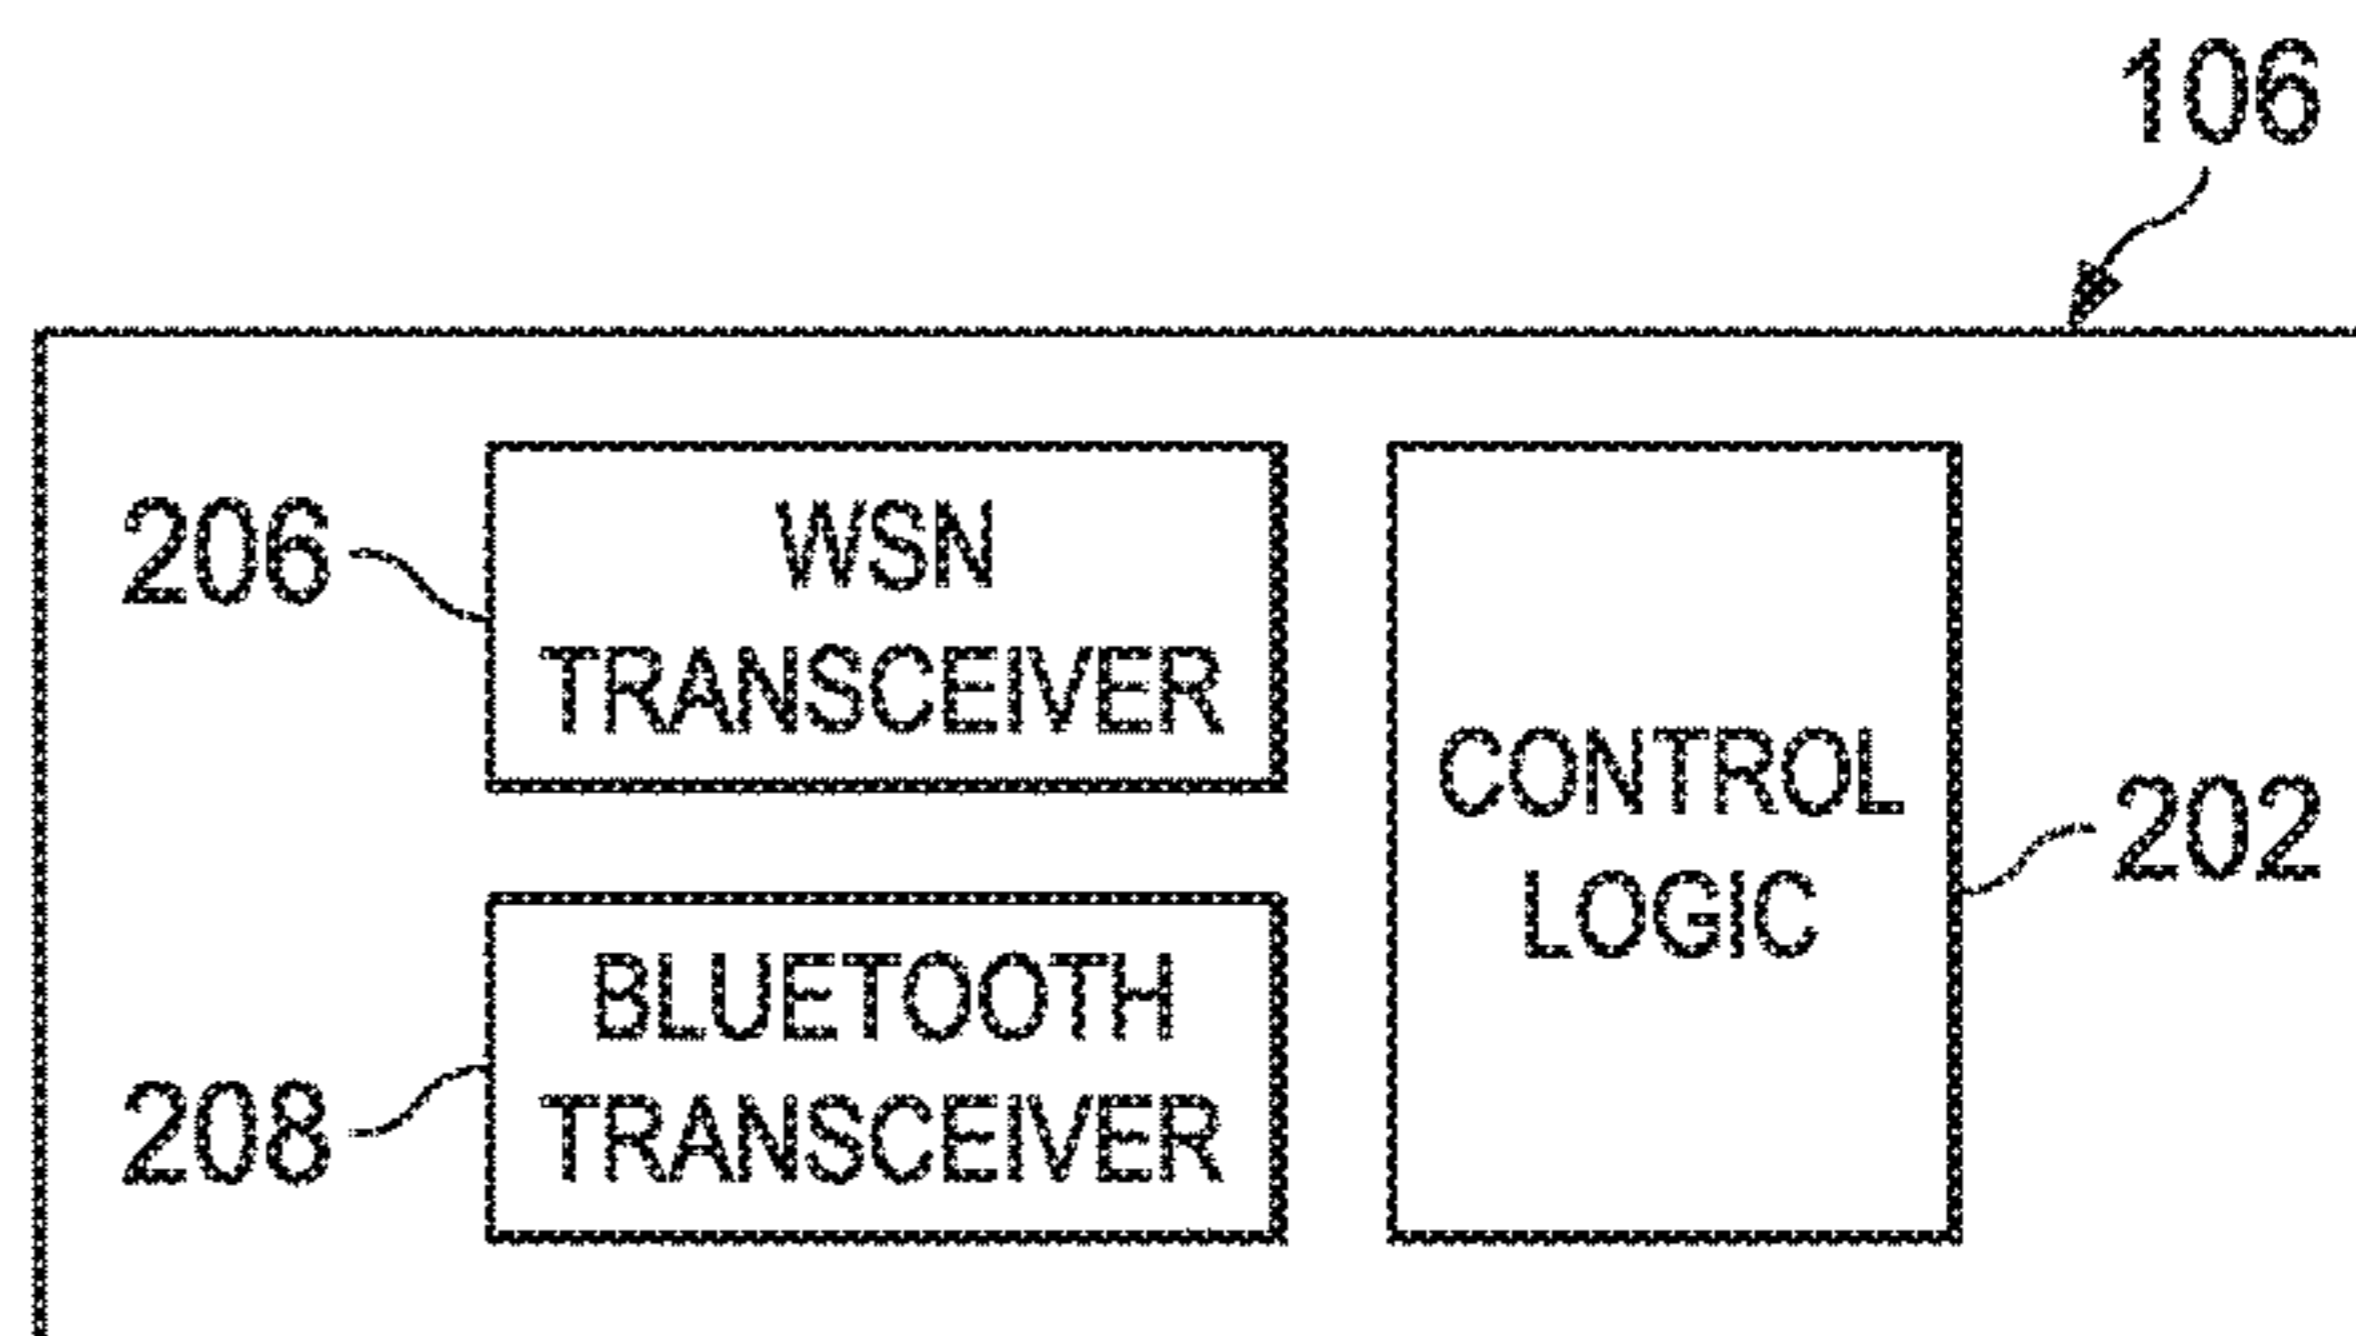 106
206
WSN
TRANSCEIVER
CONTROL
LOGIC
202
BLUETOOTH
TRANSCEIVER
208